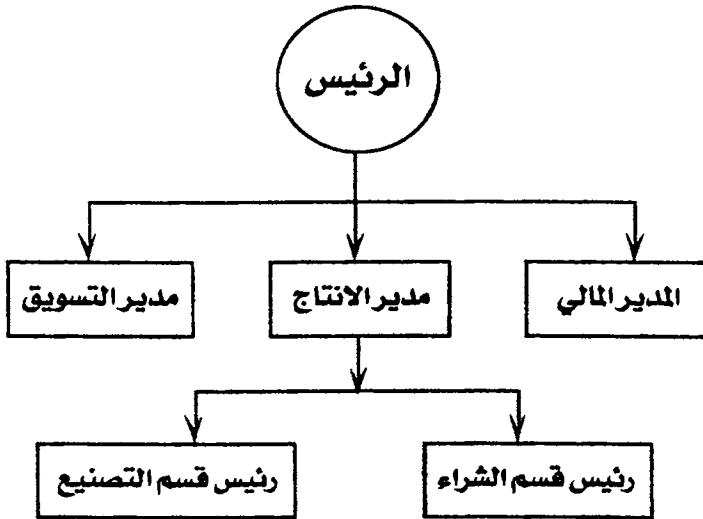 الرئيس
المدير المالي
مدير الانتاج
مدير التسويق
رئيس قسم الشراء
رئيس قسم التصنيع